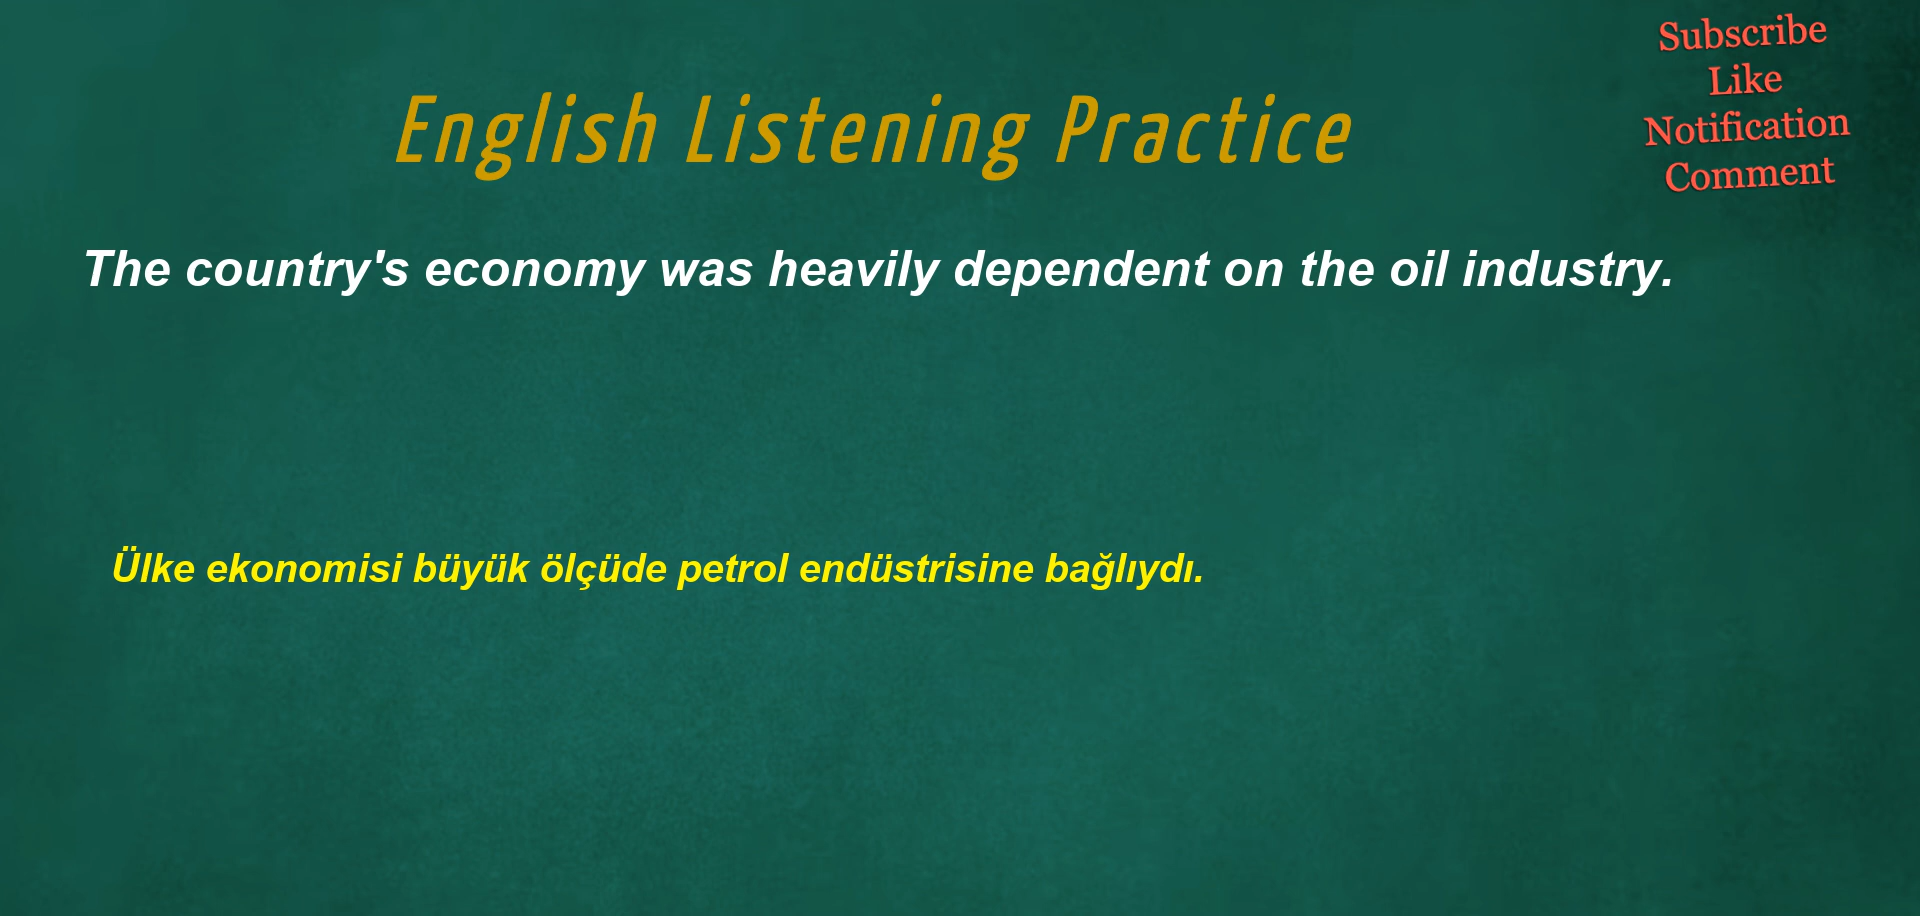 Subscribe
Like
Notification
Comment
English Listening Practice
The country's economy was heavily dependent on the oil industry.
Ülke ekonomisi büyük ölçüde petrol endüstrisine bağlıydı.